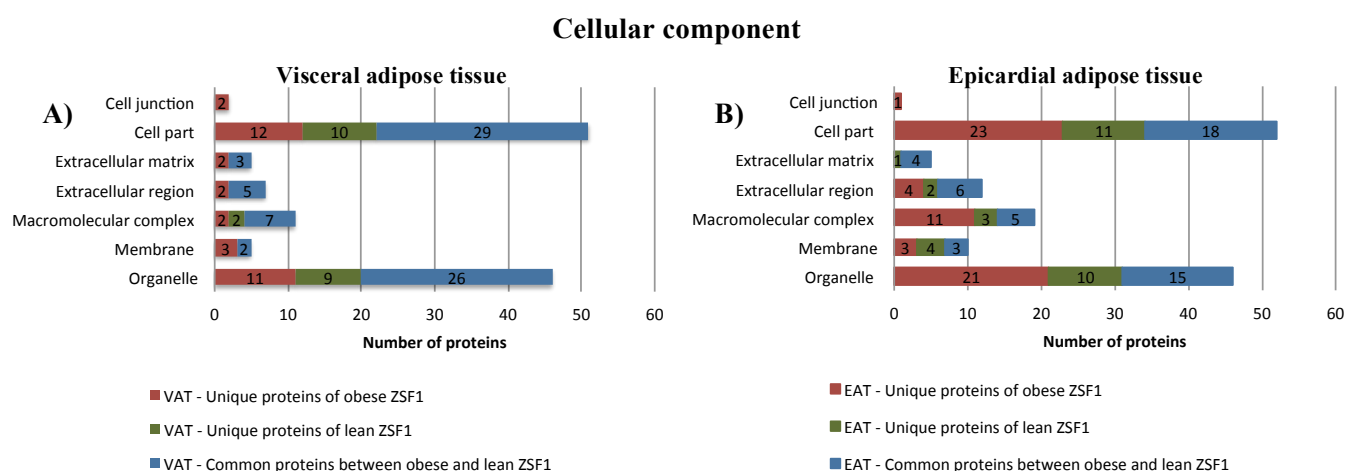 Cellular component
Visceral adipose tissue
A)
Cell junction 2
Cell part 12 10 29
Extracellular matrix 2 3
Extracellular region 2 5
Macromolecular complex 2 2 7
Membrane 3 2
Organelle 11 9 26
0 10 20 30 40 50 60
Number of proteins
VAT - Unique proteins of obese ZSF1
VAT - Unique proteins of lean ZSF1
VAT - Common proteins between obese and lean ZSF1
Epicardial adipose tissue
B)
Cell junction 1
Cell part 23 11 18
Extracellular matrix 1 4
Extracellular region 4 2 6
Macromolecular complex 11 3 5
Membrane 3 4 3
Organelle 21 10 15
0 10 20 30 40 50 60
Number of proteins
EAT - Unique proteins of obese ZSF1
EAT - Unique proteins of lean ZSF1
EAT - Common proteins between obese and lean ZSF1